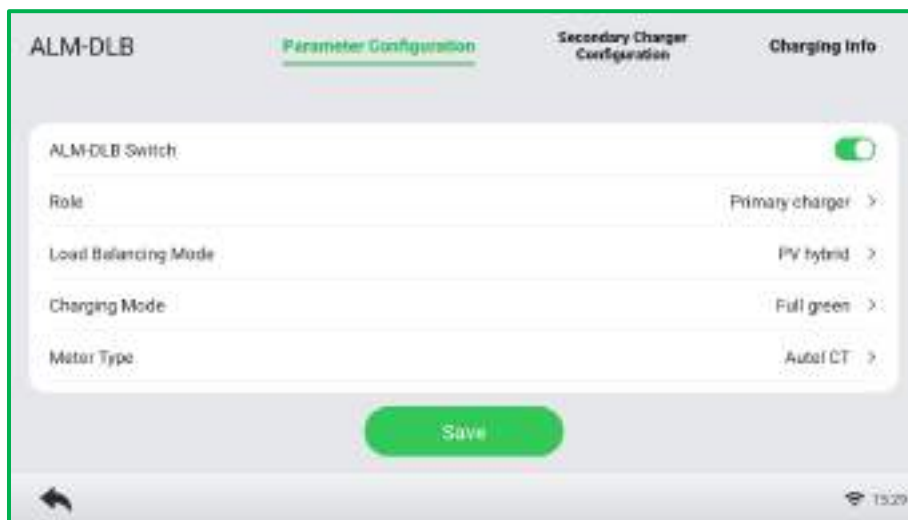 ALM-DLB
Parameter Configuration
Secondary Charger
Configuration
Charging Info
ALM-DLB Switch
Role
Primary charger >
Load Balancing Mode
PV hybrid >
Charging Mode
Full green >
Meter Type
Autel CT >
Save
15:29